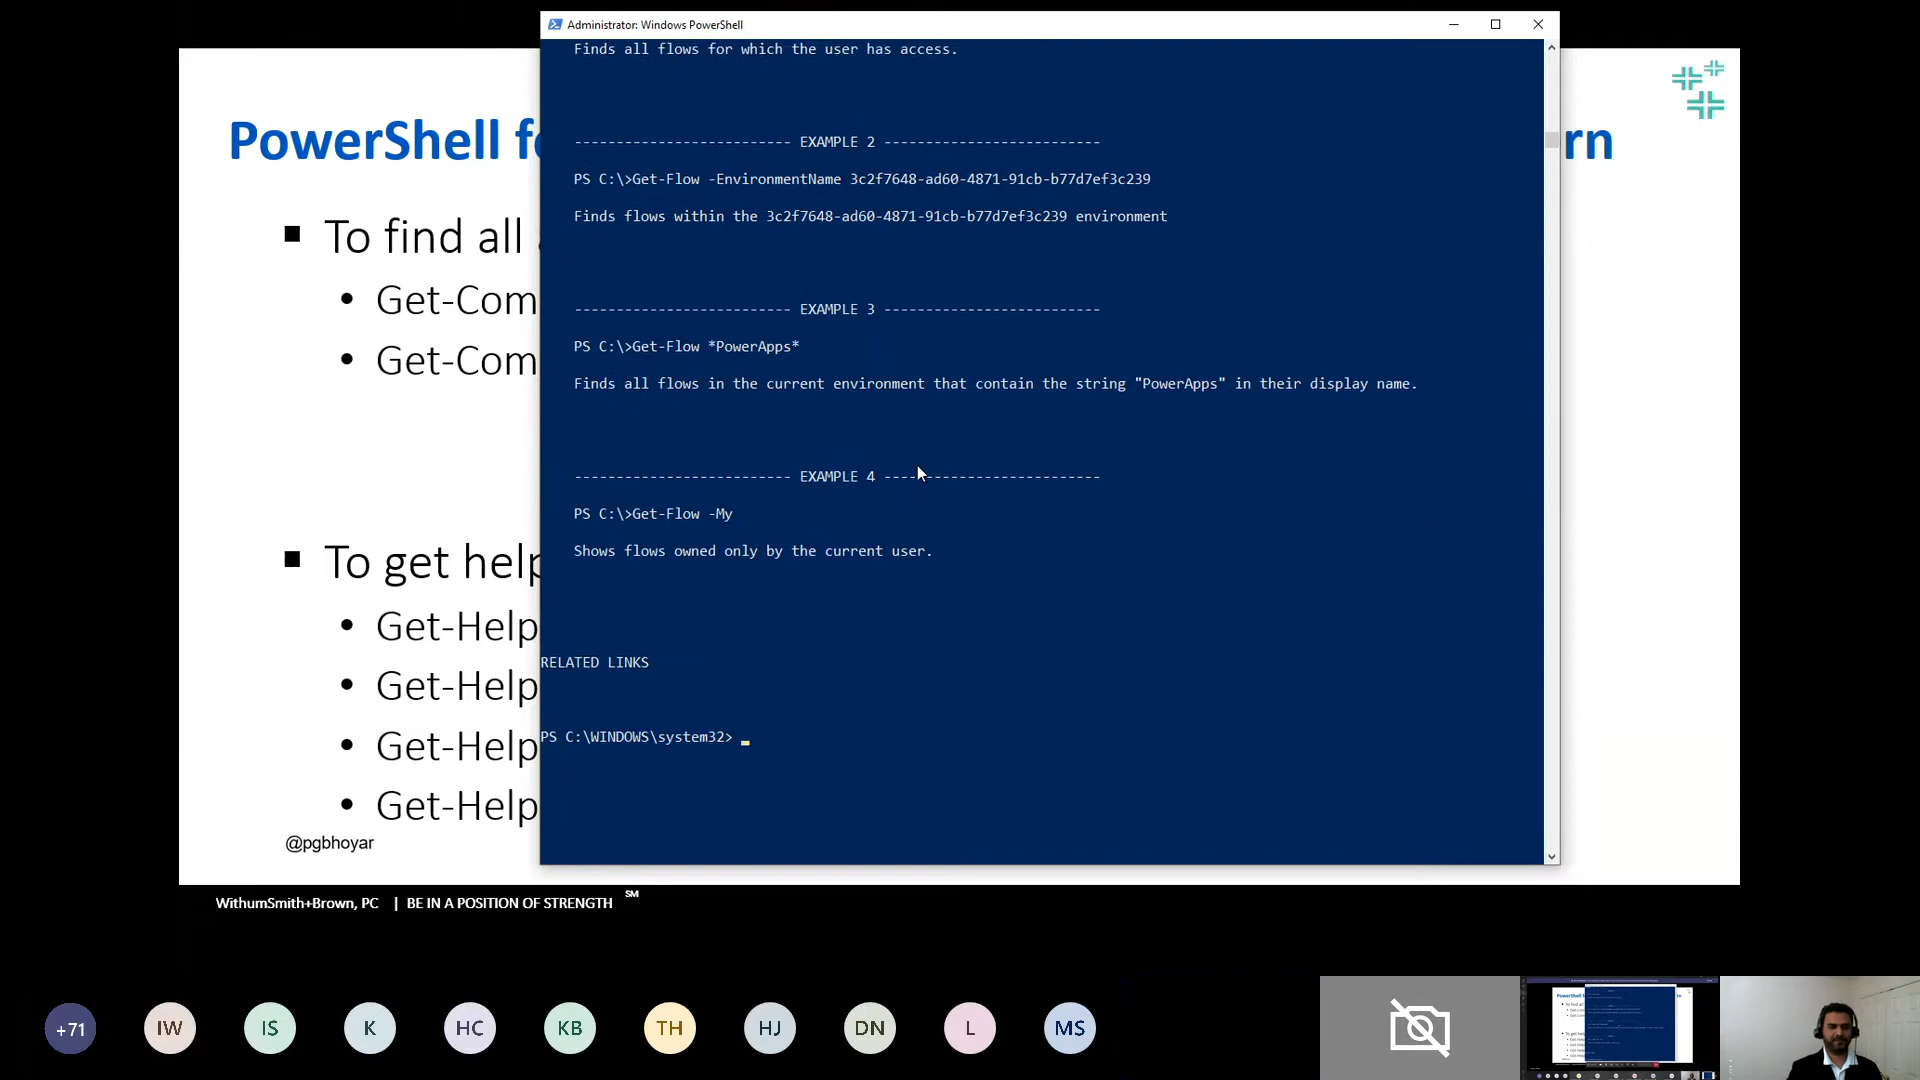 Administrator: Windows PowerShell
Finds all flows for which the user has access.
-------------------------- EXAMPLE 2 --------------------------
PS C:\>Get-Flow -EnvironmentName 3c2f7648-ad60-4871-91cb-b77d7ef3c239
Finds flows within the 3c2f7648-ad60-4871-91cb-b77d7ef3c239 environment
-------------------------- EXAMPLE 3 --------------------------
PS C:\>Get-Flow *PowerApps*
Finds all flows in the current environment that contain the string "PowerApps" in their display name.
-------------------------- EXAMPLE 4 --------------------------
PS C:\>Get-Flow -My
Shows flows owned only by the current user.
RELATED LINKS
PS C:\WINDOWS\system32>
PowerShell f
rn
To find all
Get-Com
Get-Com
To get help
Get-Help
Get-Help
Get-Help
Get-Help
@pgbhoyar
WithumSmith+Brown, PC | BE IN A POSITION OF STRENGTH SM
+71 IW IS K HC KB TH HJ DN L MS